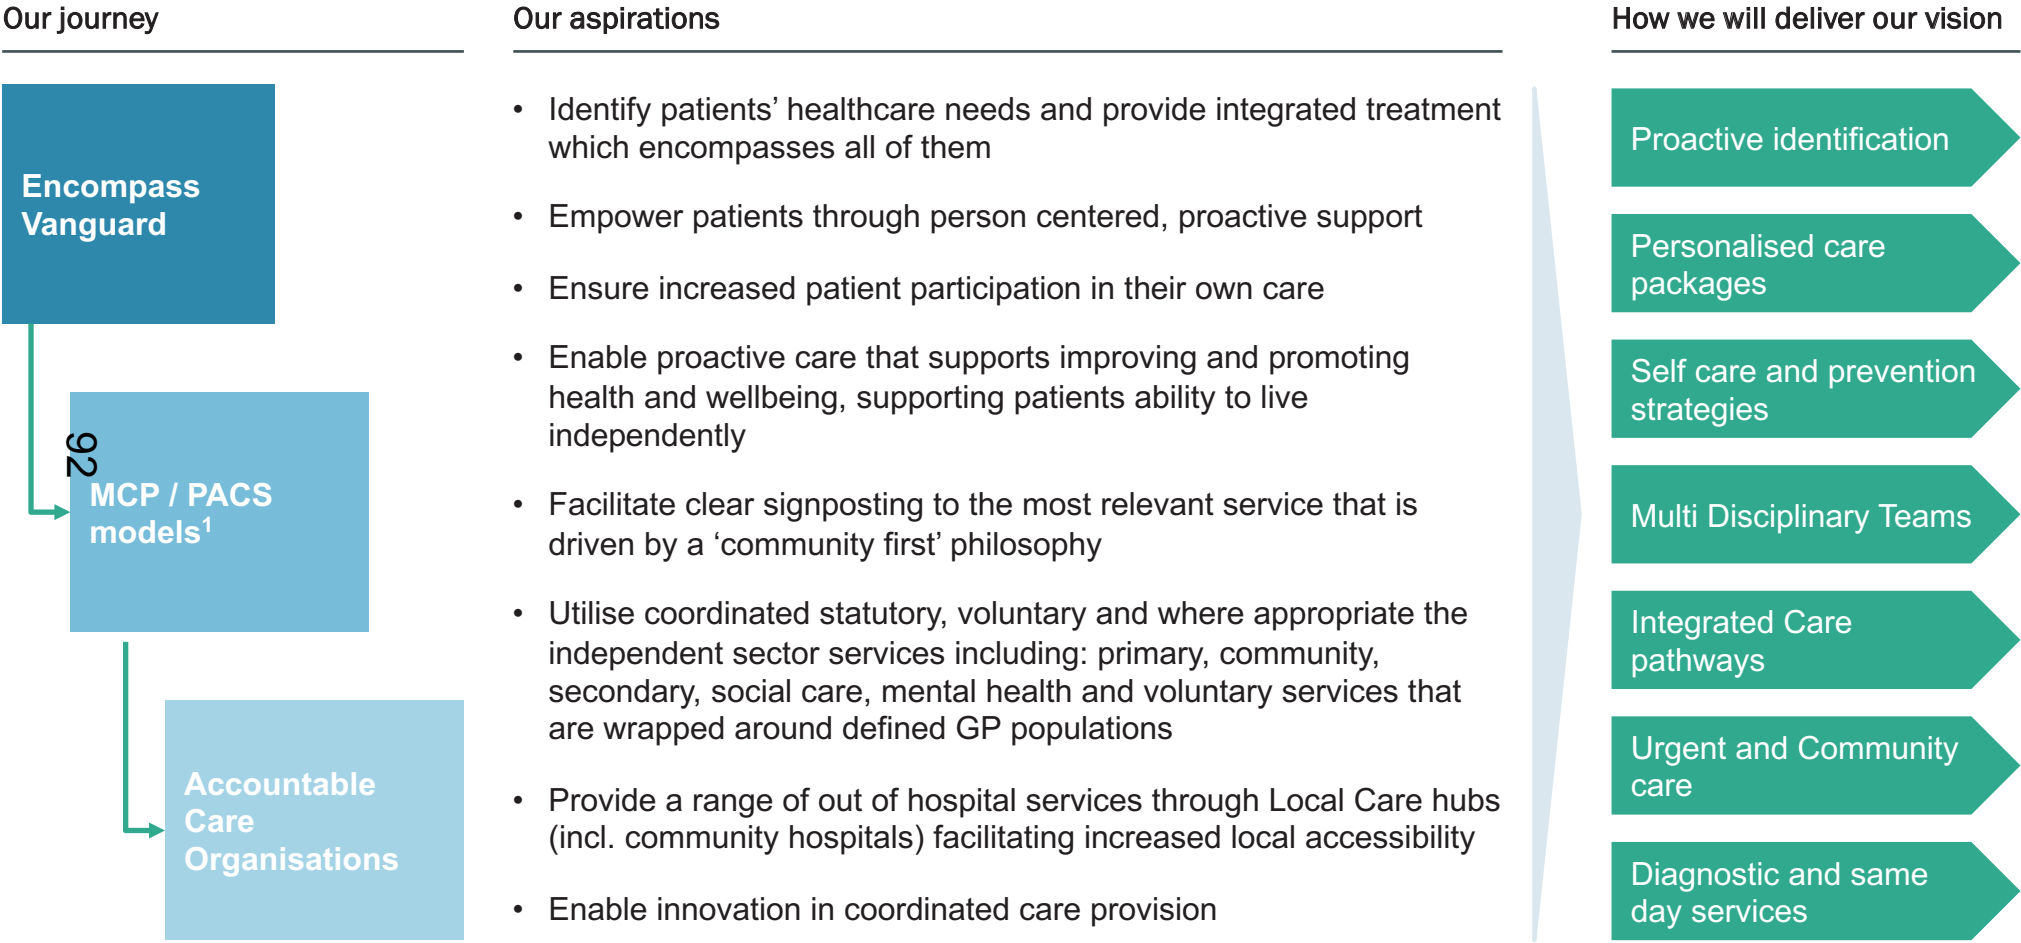 Our journey
Encompass
Vanguard
92
MCP / PACS
models¹
Accountable
Care
Organisations
Our aspirations
• Identify patients’ healthcare needs and provide integrated treatment
which encompasses all of them
• Empower patients through person centered, proactive support
• Ensure increased patient participation in their own care
• Enable proactive care that supports improving and promoting
health and wellbeing, supporting patients ability to live
independently
• Facilitate clear signposting to the most relevant service that is
driven by a ‘community first’ philosophy
• Utilise coordinated statutory, voluntary and where appropriate the
independent sector services including: primary, community,
secondary, social care, mental health and voluntary services that
are wrapped around defined GP populations
• Provide a range of out of hospital services through Local Care hubs
(incl. community hospitals) facilitating increased local accessibility
• Enable innovation in coordinated care provision
How we will deliver our vision
Proactive identification
Personalised care
packages
Self care and prevention
strategies
Multi Disciplinary Teams
Integrated Care
pathways
Urgent and Community
care
Diagnostic and same
day services